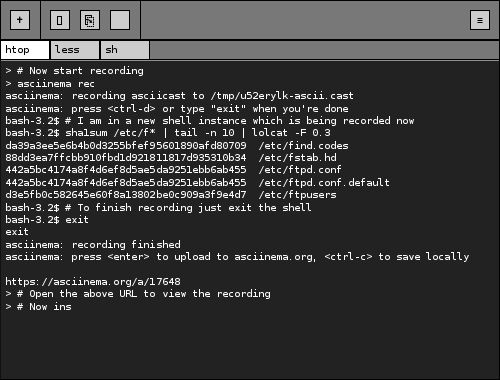 htop
less
sh
> # Now start recording
> asciinema rec
asciinema: recording asciicast to /tmp/u52erylk-ascii.cast
asciinema: press <ctrl-d> or type "exit" when you're done
bash-3.2$ # I am in a new shell instance which is being recorded now
bash-3.2$ sha1sum /etc/f* | tail -n 10 | lolcat -F 0.3
da39a3ee5e6b4b0d3255bfef95601890afd80709  /etc/find.codes
88dd3ea7ffcbb910fbd1d921811817d935310b34  /etc/fstab.hd
442a5bc4174a8f4d6ef8d5ae5da9251ebb6ab455  /etc/ftpd.conf
442a5bc4174a8f4d6ef8d5ae5da9251ebb6ab455  /etc/ftpd.conf.default
d3e5fb0c582645e60f8a13802be0c909a3f9e4d7  /etc/ftpusers
bash-3.2$ # To finish recording just exit the shell
bash-3.2$ exit
exit
asciinema: recording finished
asciinema: press <enter> to upload to asciinema.org, <ctrl-c> to save locally
https://asciinema.org/a/17648
> # Open the above URL to view the recording
> # Now ins